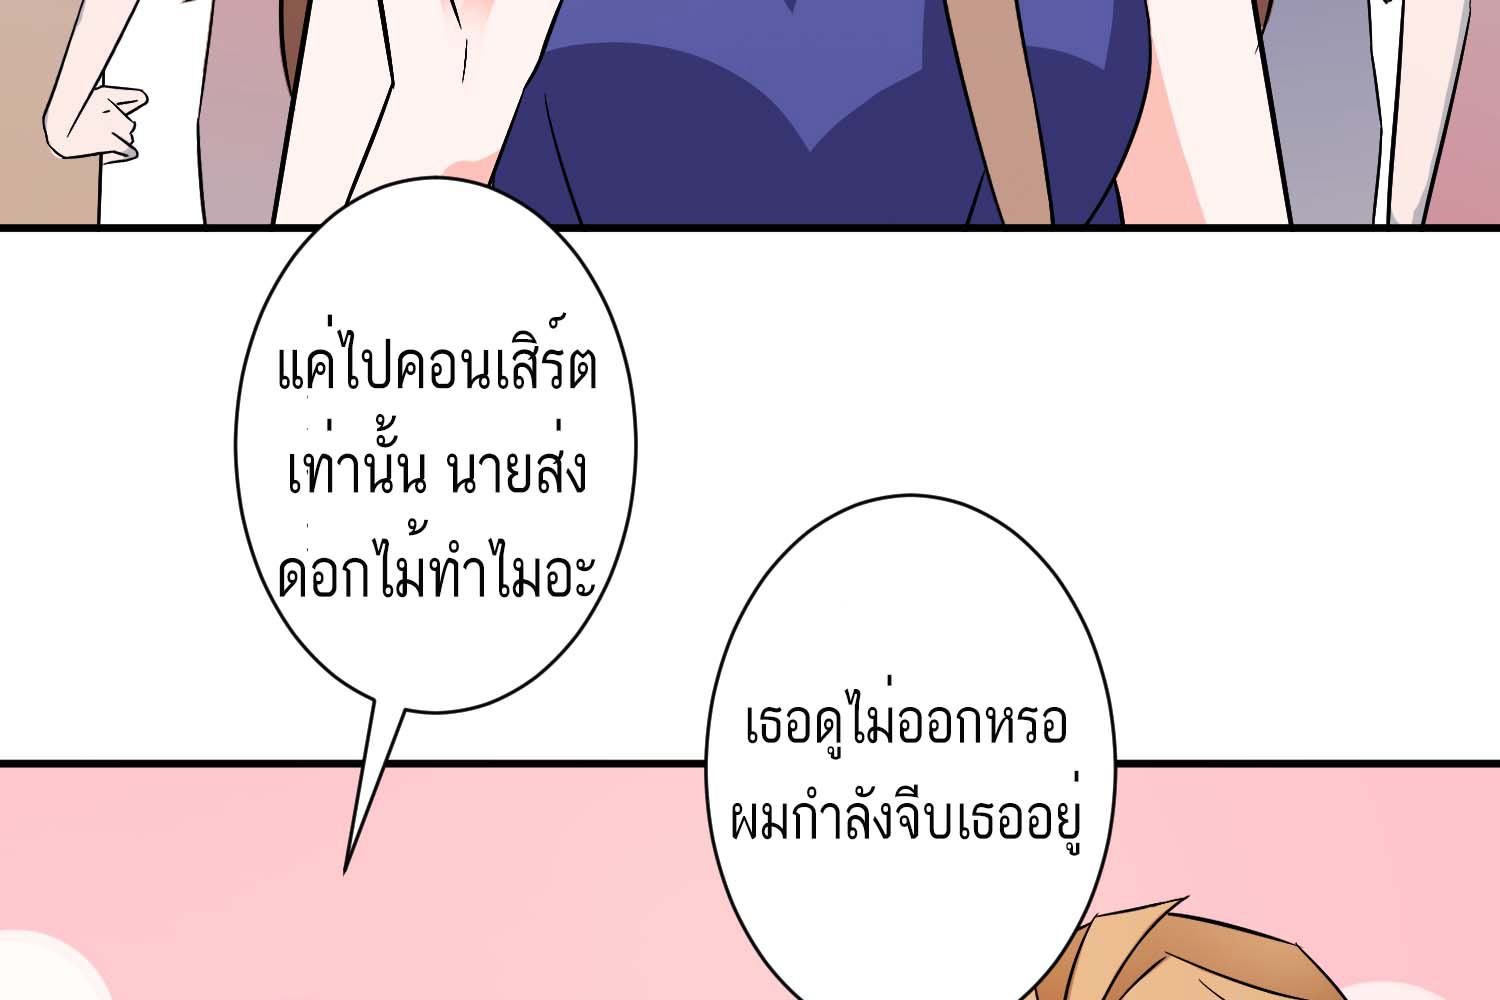 แค่ไปคอนเสิร์ต
เท่านั้น นายส่ง
ดอกไม้ทำไมอะ
เธอดูไม่ออกหรอ
ผมกำลังจีบเธออยู่